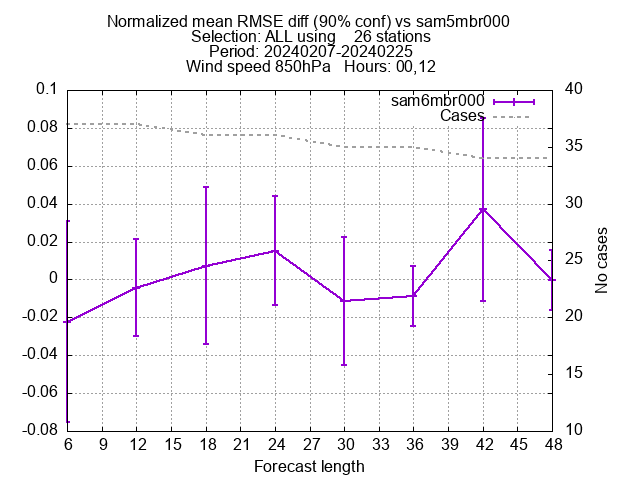 Normalized mean RMSE diff (90% conf) vs sam5mbr000
Selection: ALL using    26 stations
Period: 20240207-20240225
Wind speed 850hPa   Hours: 00,12
sam6mbr000
Cases
0.1
0.08
0.06
0.04
0.02
0
-0.02
-0.04
-0.06
-0.08
40
35
30
25
20
15
10
No cases
6 9 12 15 18 21 24 27 30 33 36 39 42 45 48
Forecast length